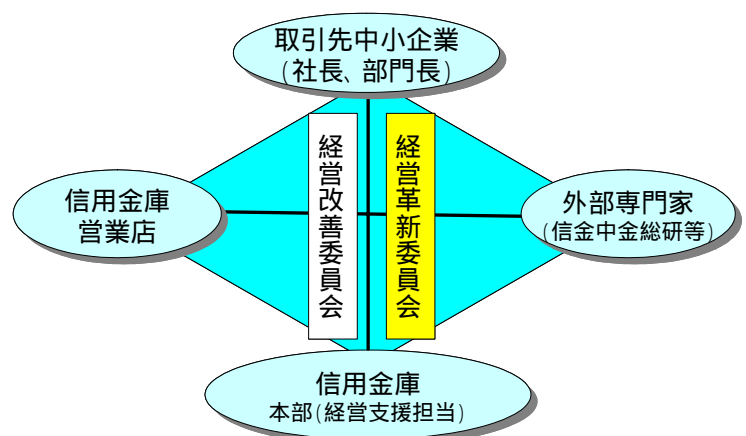 取引先中小企業
(社長、部門長)
信用金庫
営業店
経営改善委員会
経営革新委員会
外部専門家
(信金中金総研等)
信用金庫
本部(経営支援担当)